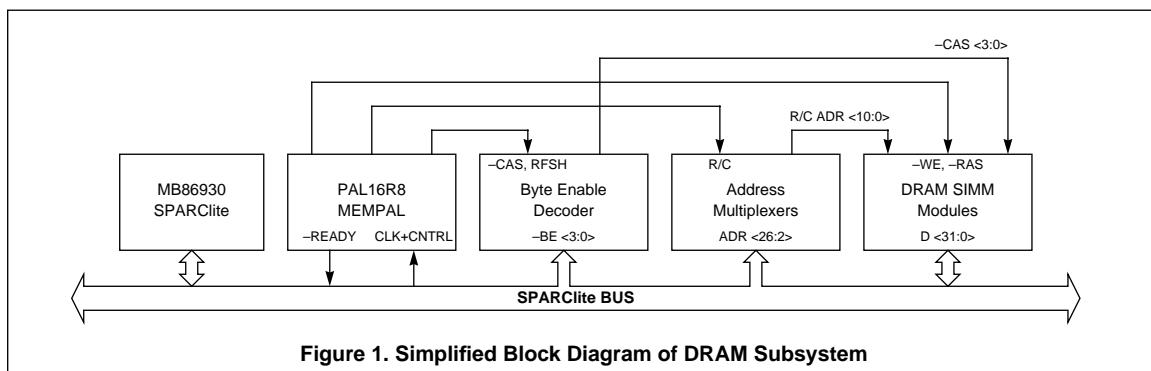 –CAS <3:0>
R/C ADR <10:0>
MB86930
SPARClite
PAL16R8
MEMPAL
–READY CLK+CNTRL
–CAS, RFSH
Byte Enable
Decoder
–BE <3:0>
R/C
Address
Multiplexers
ADR <26:2>
–WE, –RAS
DRAM SIMM
Modules
D <31:0>
SPARClite BUS
Figure 1. Simplified Block Diagram of DRAM Subsystem